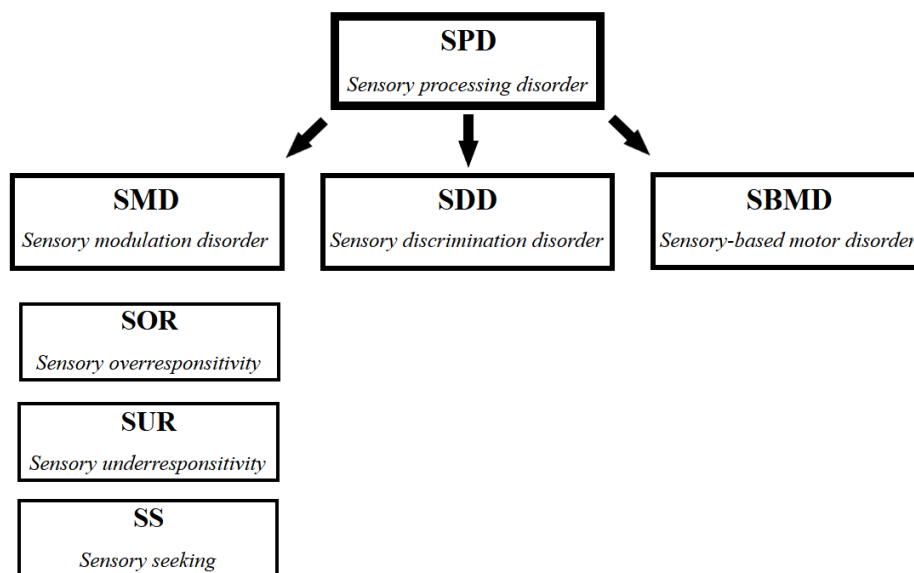 SPD
Sensory processing disorder
SMD
Sensory modulation disorder
SDD
Sensory discrimination disorder
SBMD
Sensory-based motor disorder
SOR
Sensory overresponsitivity
SUR
Sensory underresponsitivity
SS
Sensory seeking